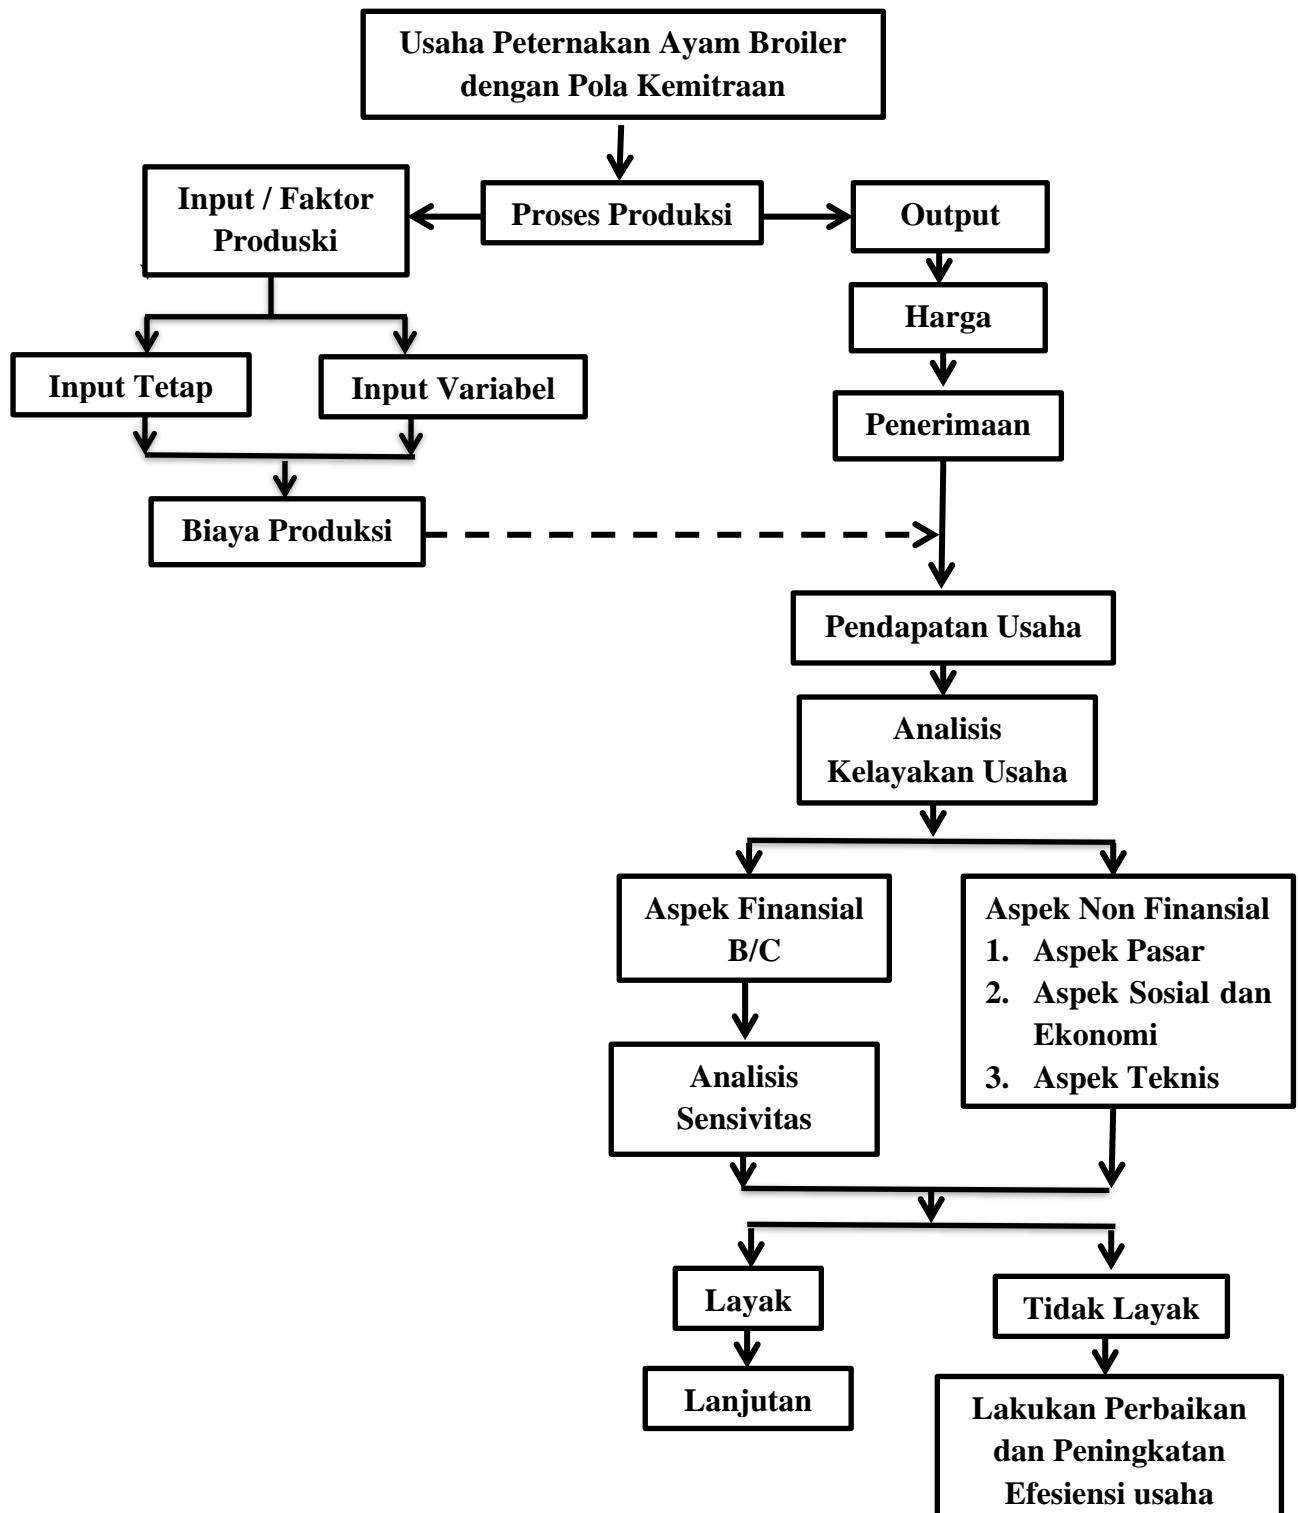 Usaha Peternakan Ayam Broiler
dengan Pola Kemitraan
Input / Faktor
Produski
Proses Produksi
Output
Harga
Input Tetap
Input Variabel
Penerimaan
Biaya Produksi
Pendapatan Usaha
Analisis
Kelayakan Usaha
Aspek Finansial
B/C
Aspek Non Finansial
1. Aspek Pasar
2. Aspek Sosial dan
Ekonomi
3. Aspek Teknis
Analisis
Sensivitas
Layak
Tidak Layak
Lanjutan
Lakukan Perbaikan
dan Peningkatan
Efesiensi usaha